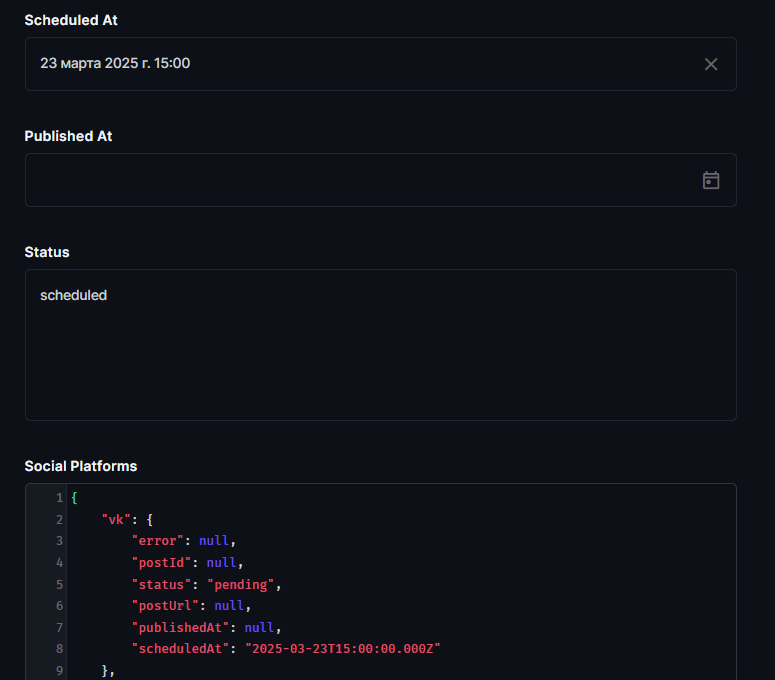 Scheduled At
23 марта 2025 г. 15:00
Published At
Status
scheduled
Social Platforms
1 {
2 "vk": {
3 "error": null,
4 "postId": null,
5 "status": "pending",
6 "postUrl": null,
7 "publishedAt": null,
8 "scheduledAt": "2025-03-23T15:00:00.000Z"
9 },